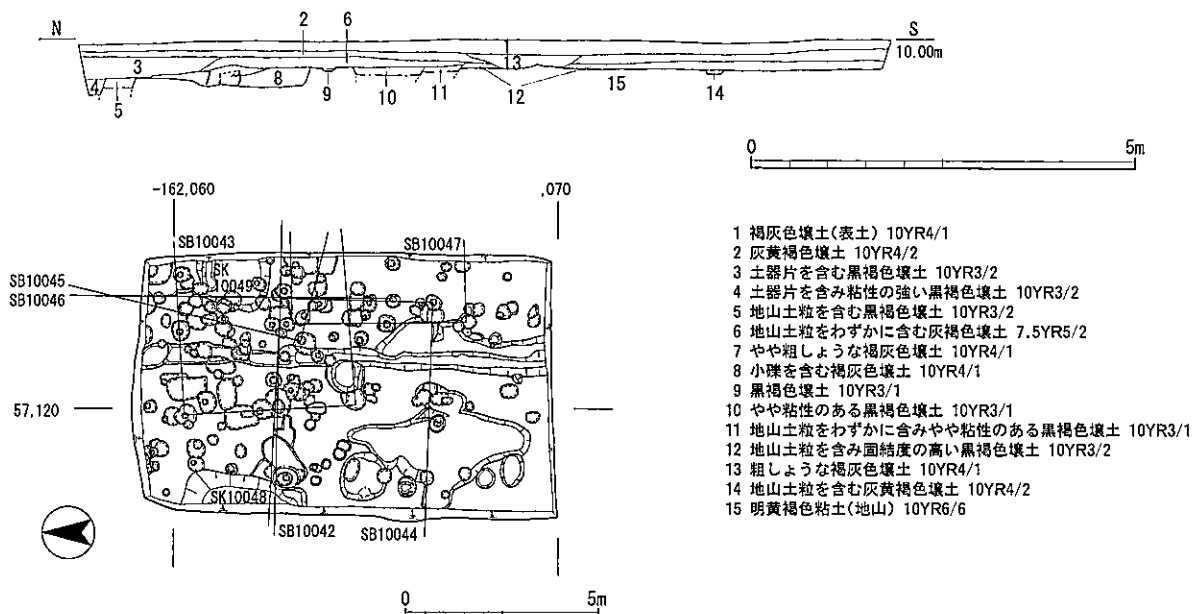 N
2
6
S
10.00m
3
13
4
5
7
8
9
10
11
12
15
14
0
5m
-162,060
,070
SB10043
SB10047
SB10045
SB10046
SK
10049
57,120
SK10048
SB10042
SB10044
0
5m
1 褐灰色壌土(表土) 10YR4/1
2 灰黄褐色壌土 10YR4/2
3 土器片を含む黒褐色壌土 10YR3/2
4 土器片を含み粘性の強い黒褐色壌土 10YR3/2
5 地山土粒を含む黒褐色壌土 10YR3/2
6 地山土粒をわずかに含む灰褐色壌土 7.5YR5/2
7 やや粗しょうな褐灰色壌土 10YR4/1
8 小礫を含む褐灰色壌土 10YR4/1
9 黒褐色壌土 10YR3/1
10 やや粘性のある黒褐色壌土 10YR3/1
11 地山土粒をわずかに含みやや粘性のある黒褐色壌土 10YR3/1
12 地山土粒を含み固結度の高い黒褐色壌土 10YR3/2
13 粗しょうな褐灰色壌土 10YR4/1
14 地山土粒を含む灰黄褐色壌土 10YR4/2
15 明黄褐色粘土(地山) 10YR6/6